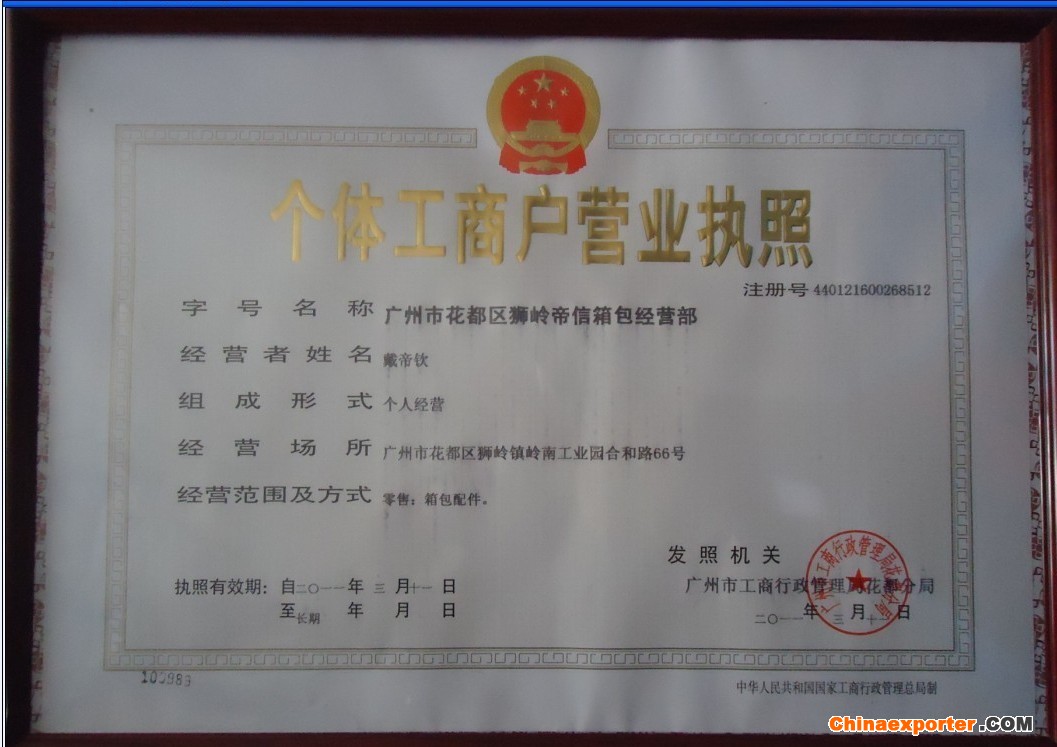 个体工商户营业执照
注册号 440121600268512
字号名称 广州市花都区狮岭帝信箱包经营部
经营者姓名 戴帝钦
组成形式 个人经营
经营场所 广州市花都区狮岭镇岭南工业园合和路66号
经营范围及方式 零售：箱包配件。
发照机关
执照有效期：自二〇一一年三月十一日
广州市工商行政管理局花都分局
至长期 年 月 日
二〇一一年三月十一日
100989
中华人民共和国国家工商行政管理总局制
Chinaexporter.COM